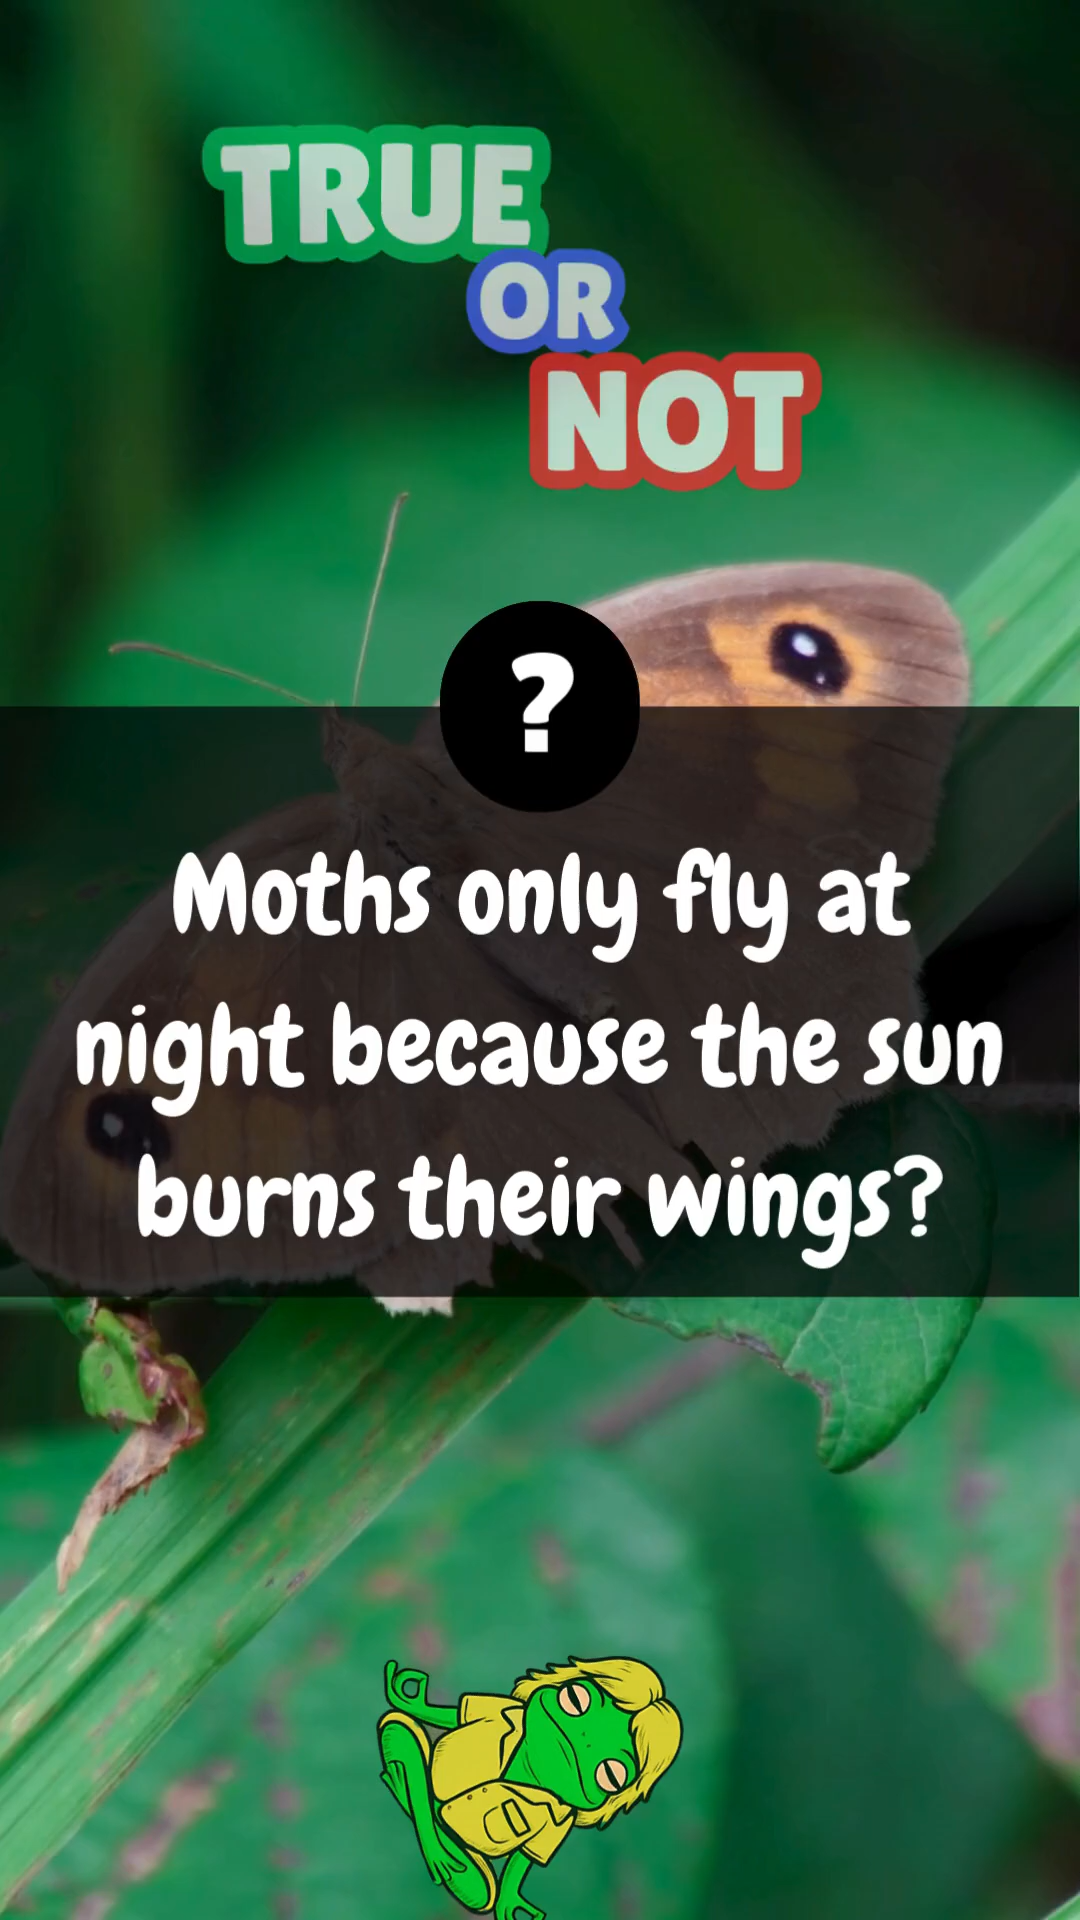 TRUE
OR
NOT
?
Moths only fly at
night because the sun
burns their wings?